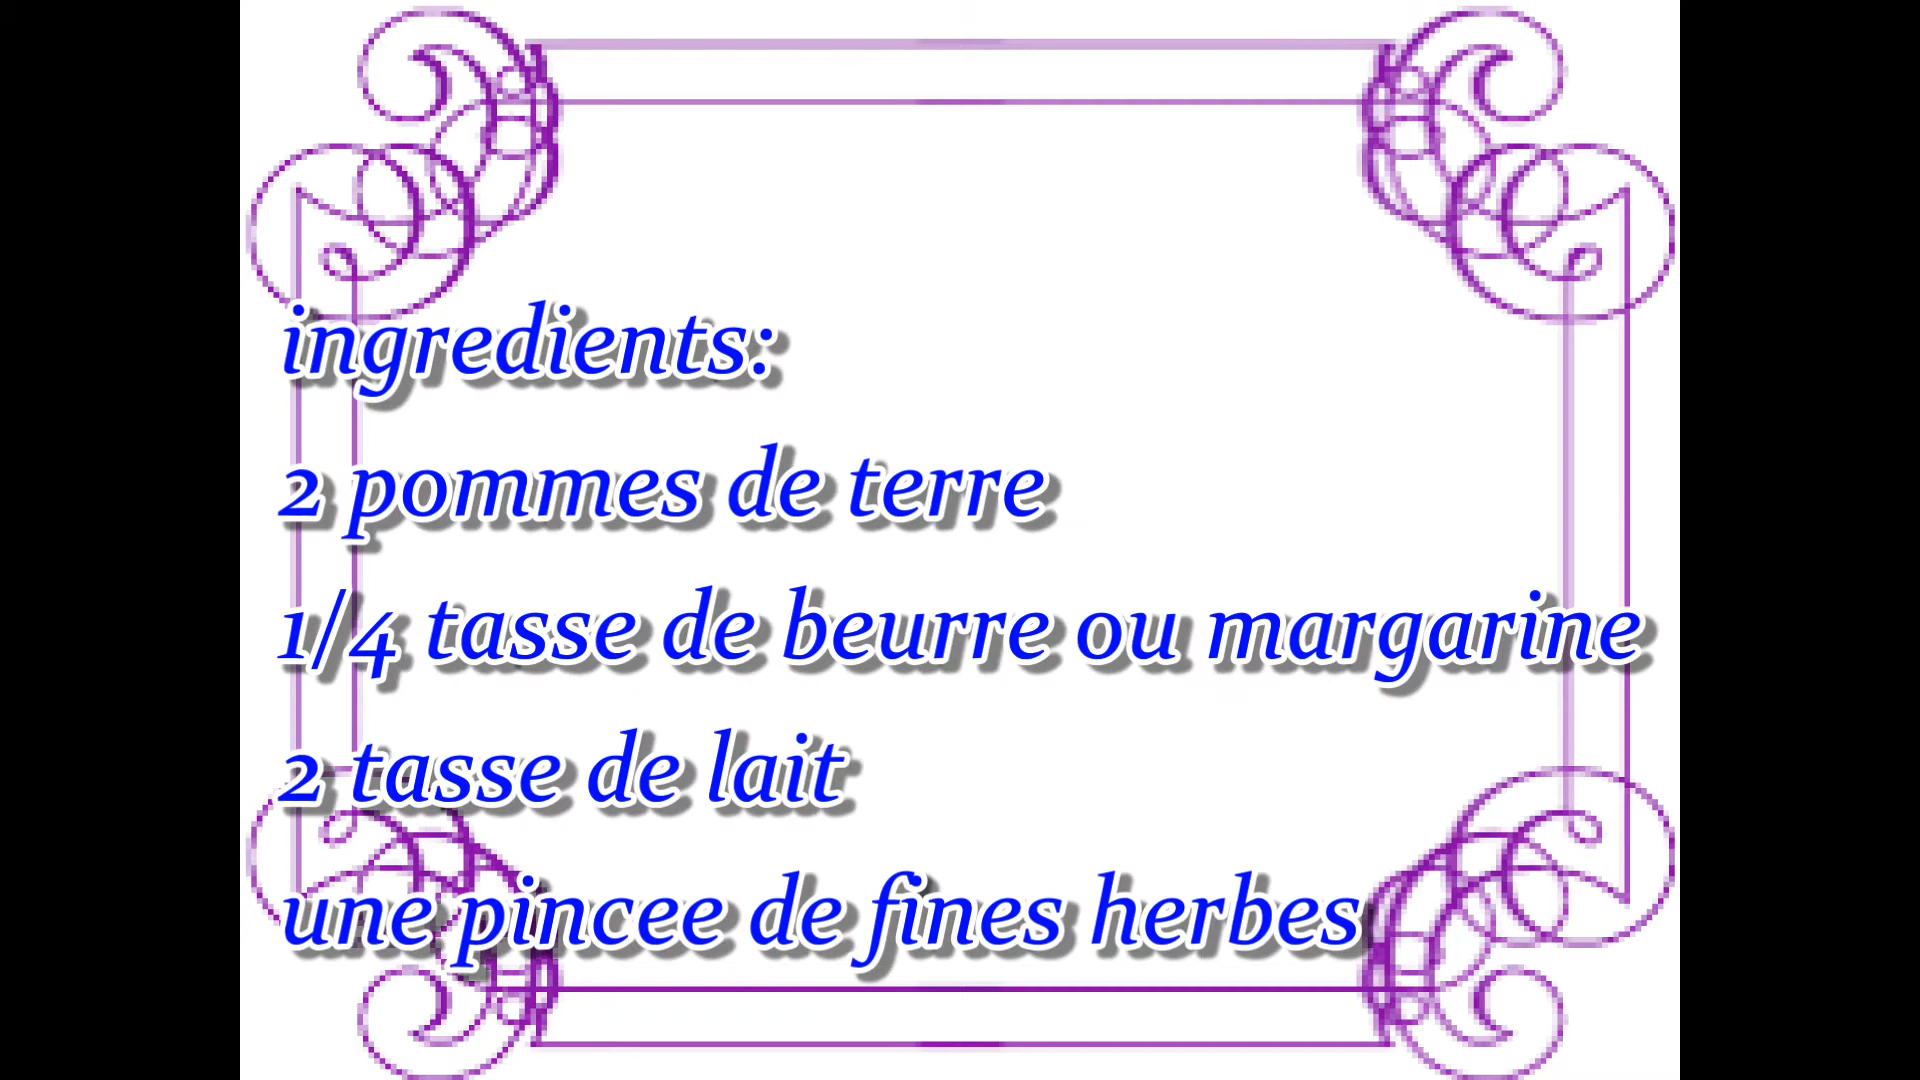 ingredients:
2 pommes de terre
1/4 tasse de beurre ou margarine
2 tasse de lait
une pincee de fines herbes